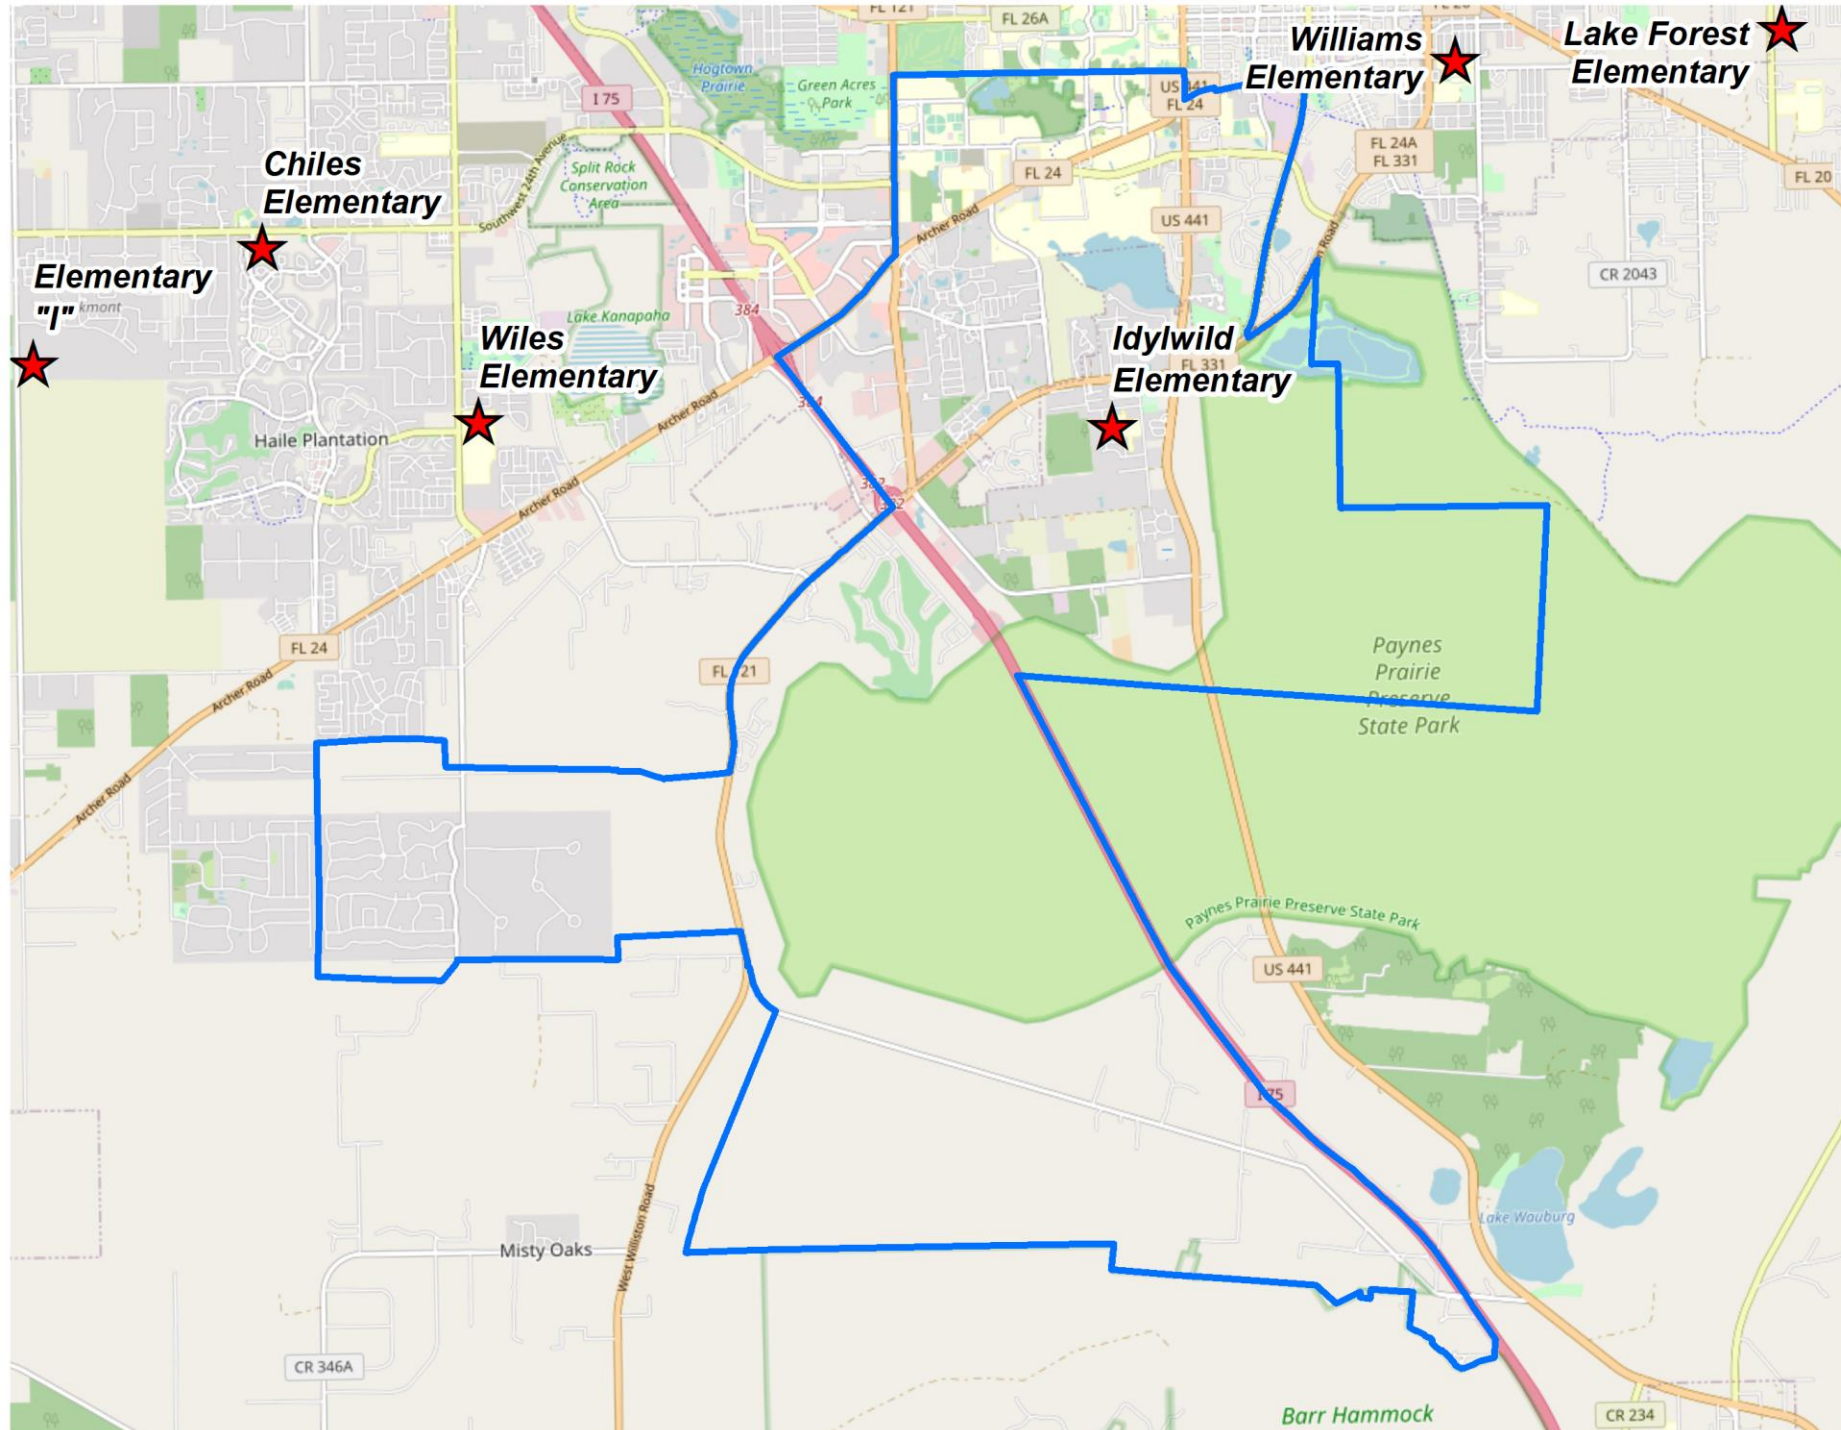 FL 121
FL 26A
Williams
Elementary
Lake Forest
Elementary
Hogtown
Prairie
Green Acres
Park
I 75
US 441
FL 24
Chiles
Elementary
Southwest 24th Avenue
Split Rock
Conservation
Area
FL 24
FL 24A
FL 331
FL 20
Archer Road
US 441
CR 2043
Elementary
"I"
384
Lake Kanapaha
Wiles
Elementary
Idylwild
Elementary
FL 331
Archer Road
Haile Plantation
Archer Road
FL 24
Paynes
Prairie
Preserve
State Park
Archer Road
Archer Road
Paynes Prairie Preserve State Park
US 441
I 75
Lake Wauburg
Misty Oaks
West Williston Road
CR 346A
Barr Hammock
CR 234